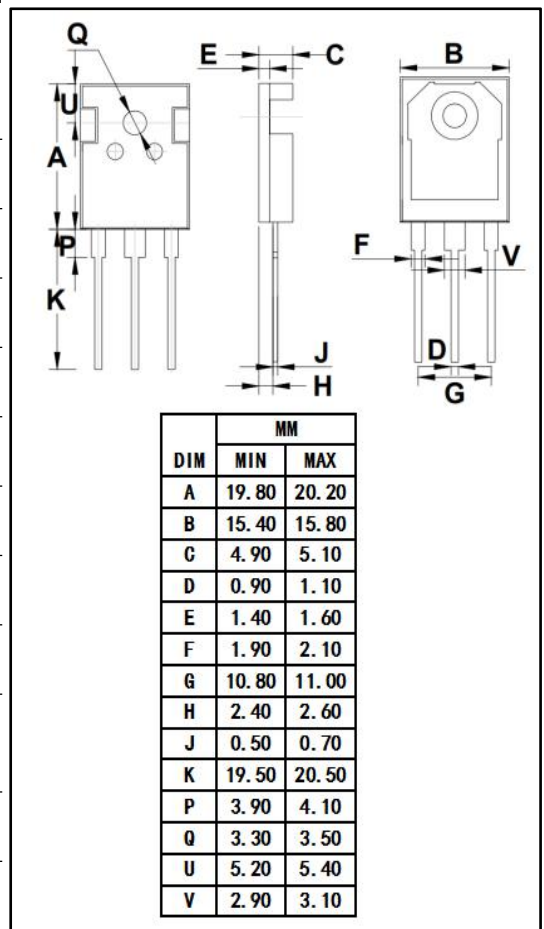 Q
E
C
B
U
A
P
K
F
V
J
H
D
G
MM
DIM MIN MAX
A 19.80 20.20
B 15.40 15.80
C 4.90 5.10
D 0.90 1.10
E 1.40 1.60
F 1.90 2.10
G 10.80 11.00
H 2.40 2.60
J 0.50 0.70
K 19.50 20.50
P 3.90 4.10
Q 3.30 3.50
U 5.20 5.40
V 2.90 3.10